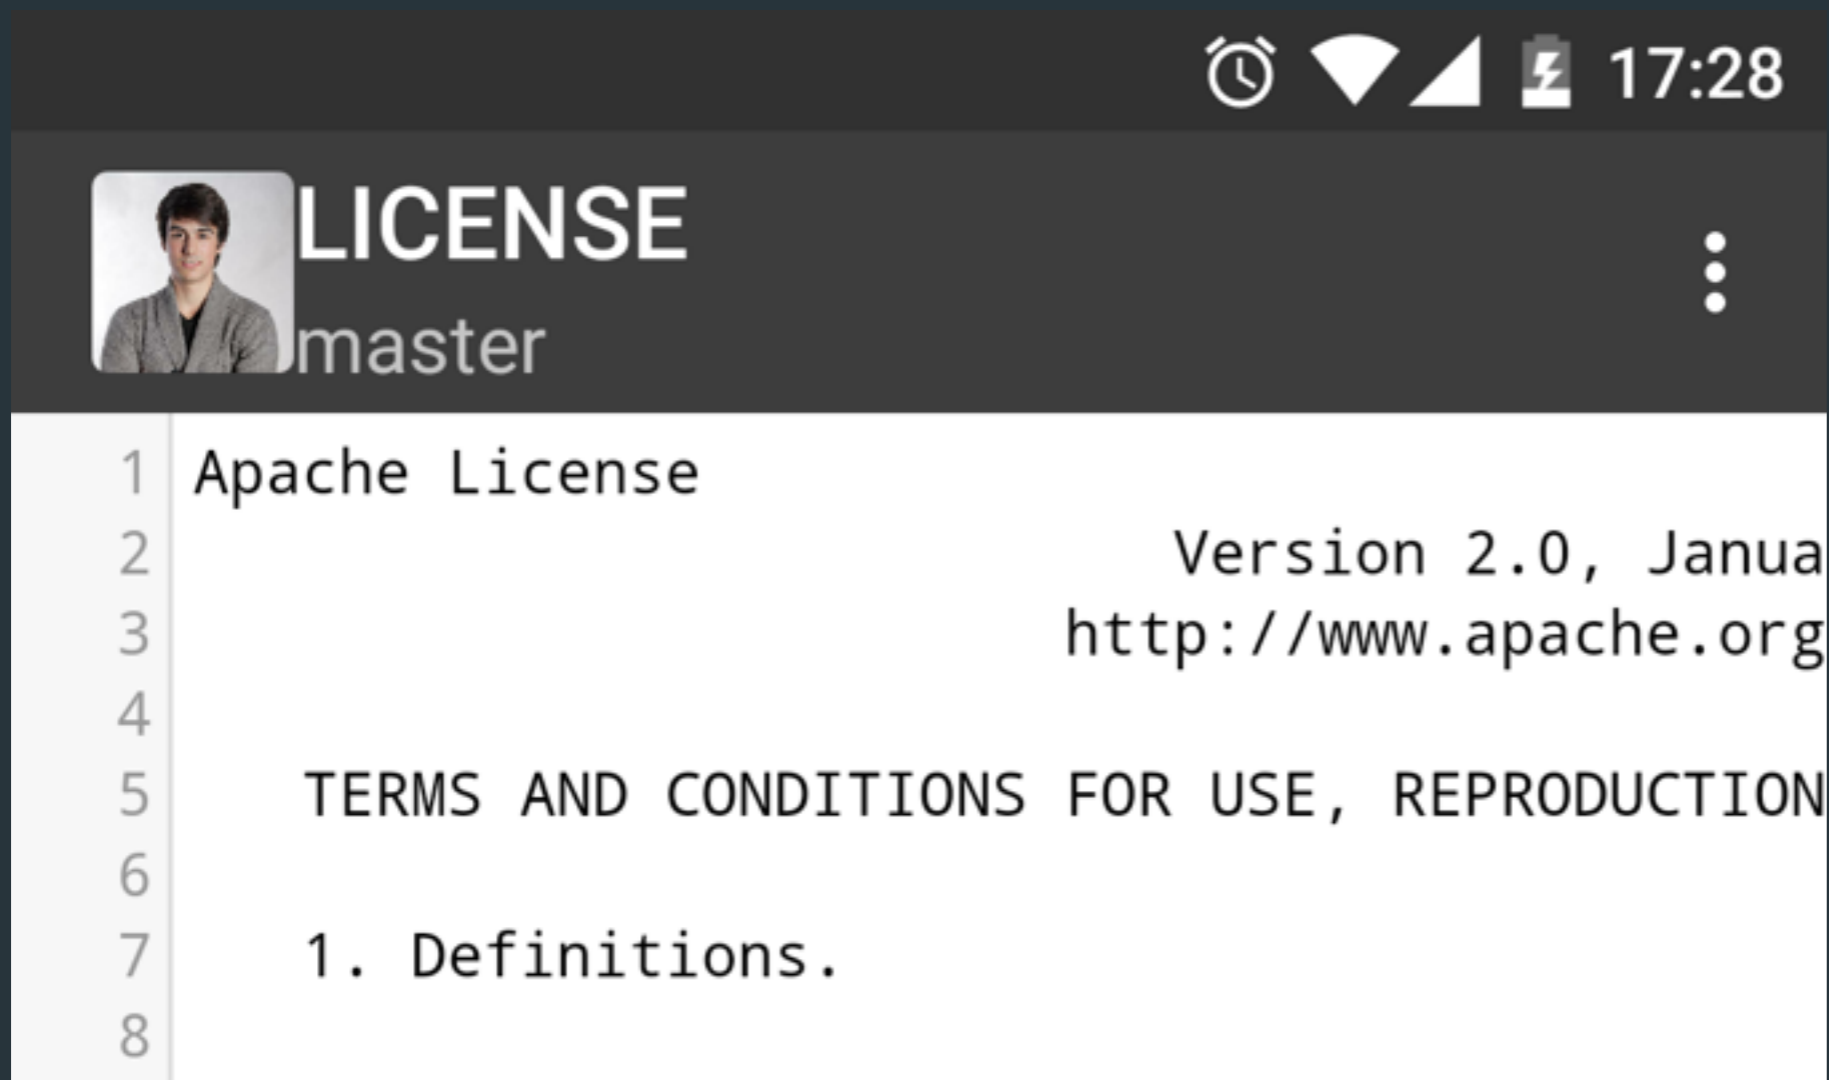 17:28
LICENSE
master
1 Apache License
2 Version 2.0, Janua
3 http://www.apache.org
4
5 TERMS AND CONDITIONS FOR USE, REPRODUCTION
6
7 1. Definitions.
8